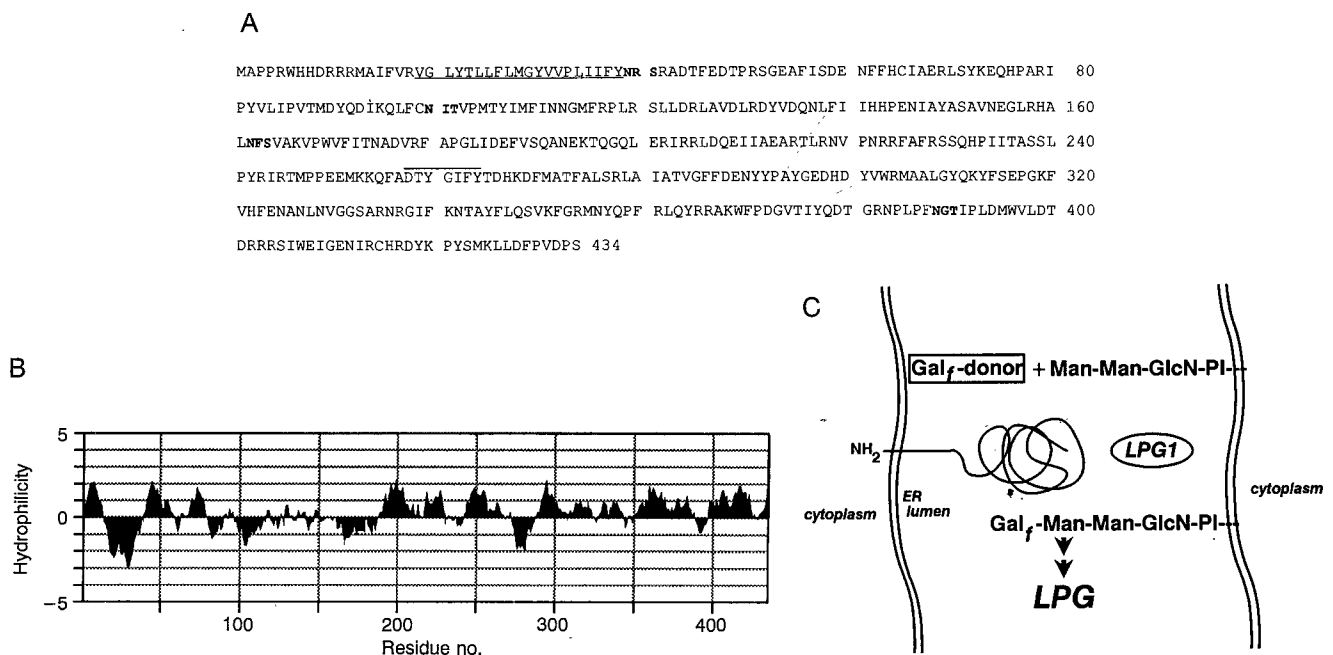 A
MAPPRWHHDRRRMAIFVRVG LYTLLFLMGYVVPLIIFYNR SRADTFEDTPRSGEAFISDE NFFHCIAERLSYKEQHPARI 80
PYVLIPVTMDYQDIKQLFCN ITVPMTYIMFINNGMFRPLR SLLDRLAVDLRDYVDQNLFI IHHPENIAYASAVNEGLRHA 160
LNFSVAKVPWVFITNADVRF APGLIDEFVSQANEKTQGQL ERIRRLDQEIIAEARTLRNV PNRRFAFRSSQHPIITASSL 240
PYRIRTMPPEEMKKQFADTY GIFYTDHKDFMATFALSRLA IATVGFFDENYYPAYGEDHD YVWRMAALGYQKYFSEPGKF 320
VHFENANLNVGGSARNRGIF KNTAYFLQSVKFGRMNYQPF RLQYRRAKWFPDGVTIYQDT GRNPLPFNGTIPLDMWVLDT 400
DRRRSIWEIGENIRCHRDYK PYSMKLLDFPVDPS 434
B
5
0
−5
Hydrophilicity
100 200 300 400
Residue no.
C
Gal f -donor + Man-Man-GlcN-PI-
NH2
LPG1
cytoplasm
ER
lumen
cytoplasm
Gal f -Man-Man-GlcN-PI-
LPG